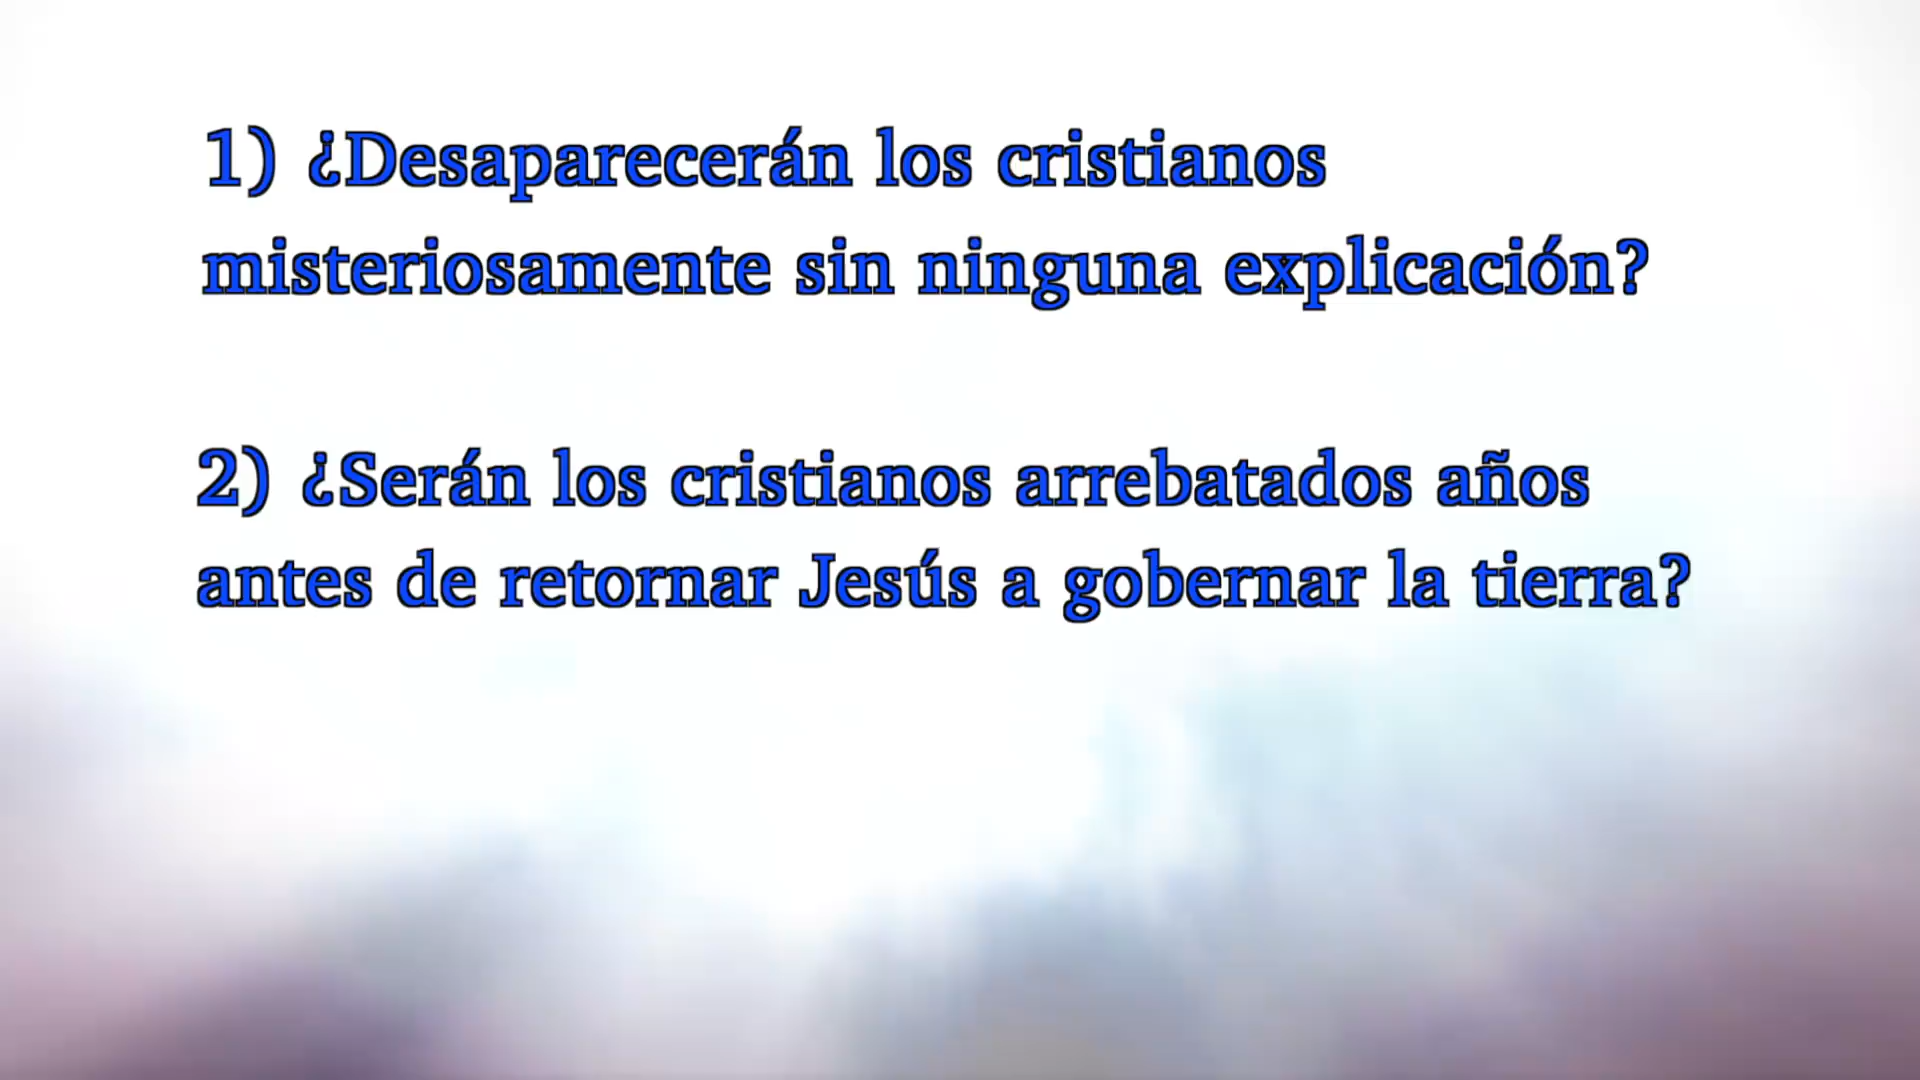 1) ¿Desaparecerán los cristianos
misteriosamente sin ninguna explicación?
2) ¿Serán los cristianos arrebatados años
antes de retornar Jesús a gobernar la tierra?